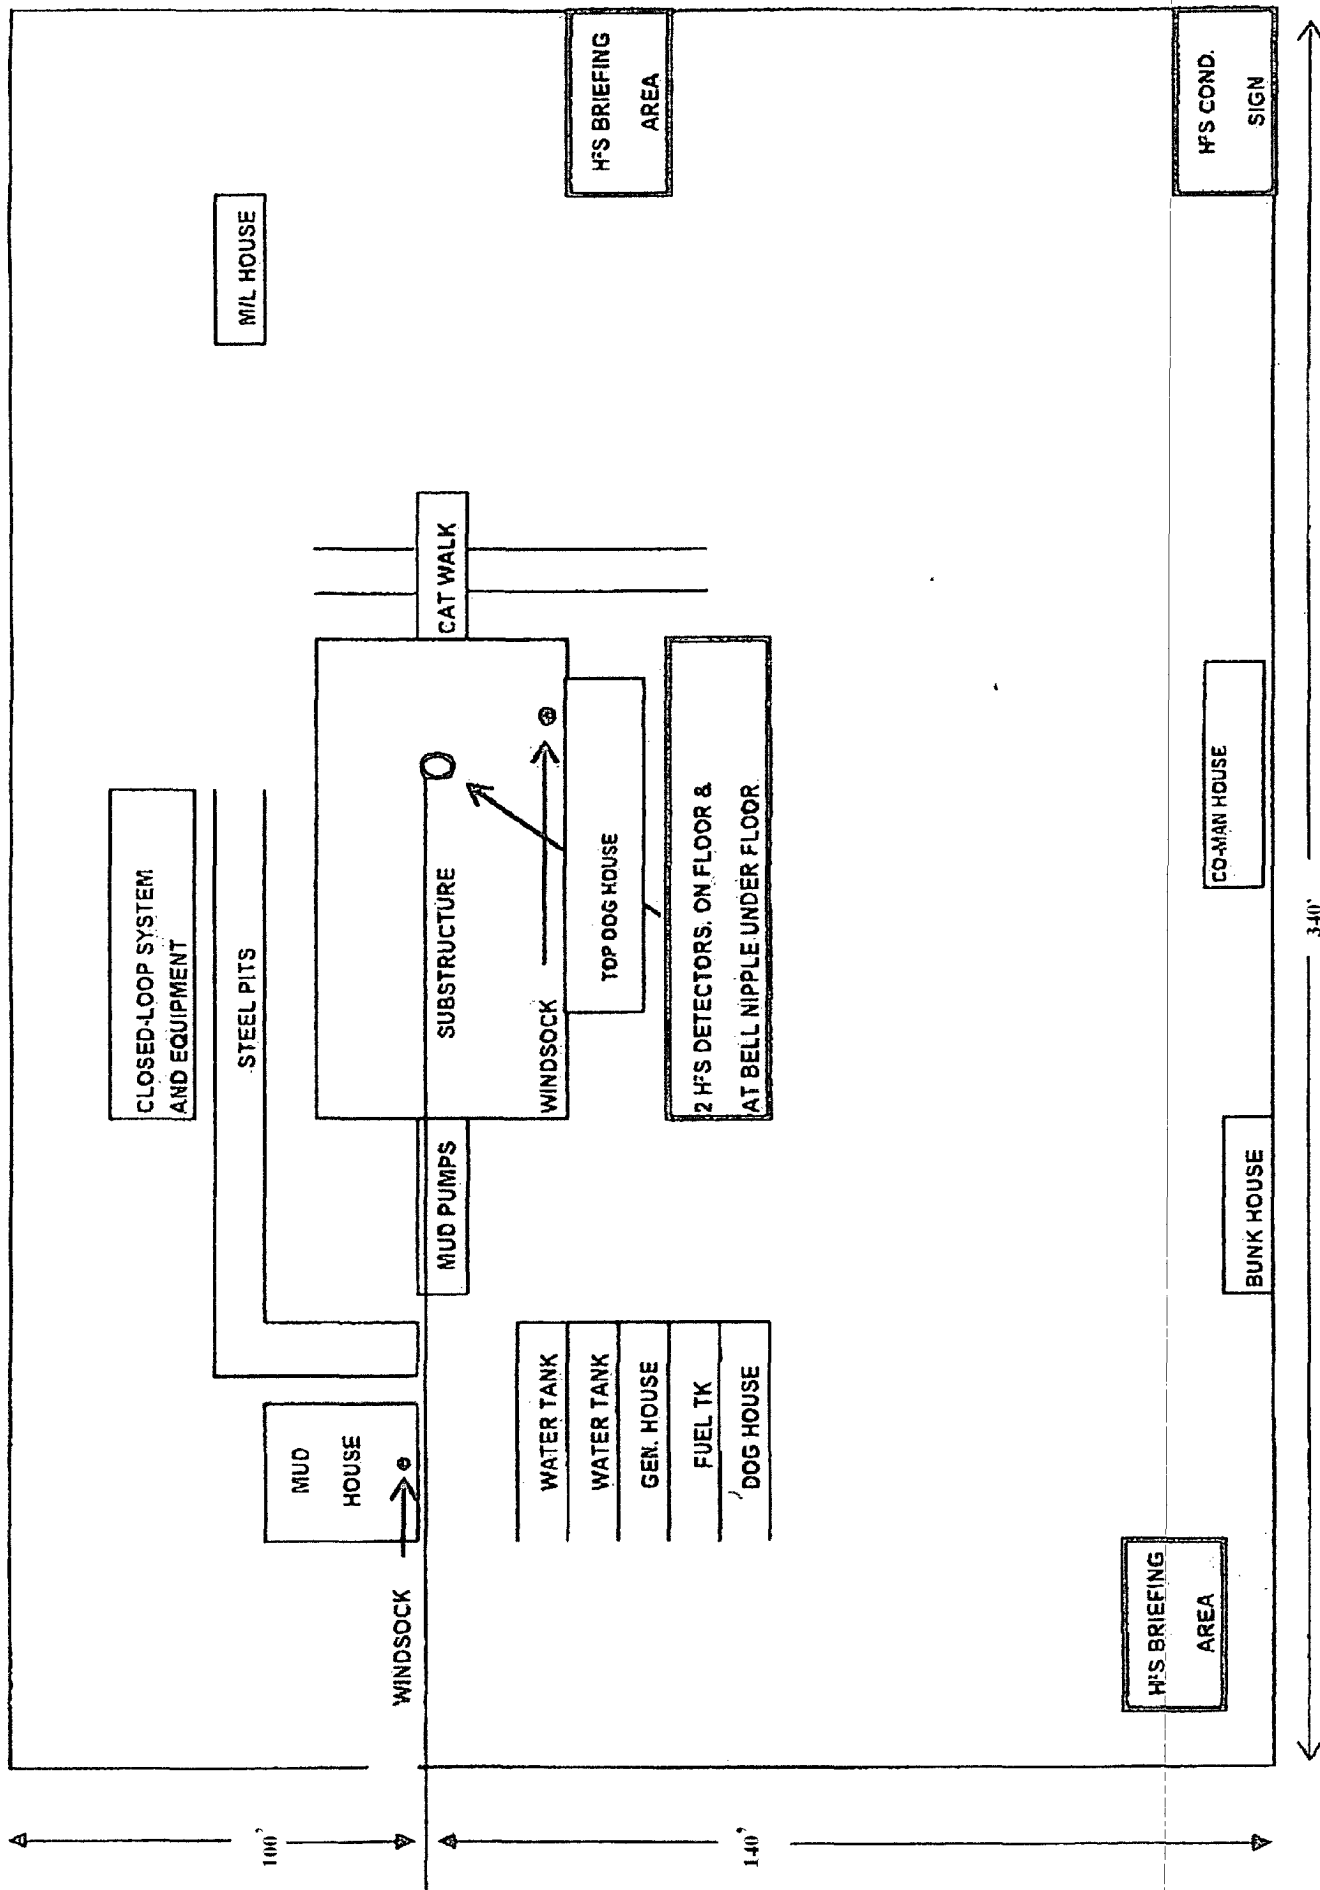 CLOSED-LOOP SYSTEM
AND EQUIPMENT
M/L HOUSE
STEEL PITS
MUD
HOUSE
WINDSOCK
MUD PUMPS
SUBSTRUCTURE
CAT WALK
WINDSOCK
TOP DOG HOUSE
H²S BRIEFING
AREA
WATER TANK
WATER TANK
GEN. HOUSE
FUEL TK
DOG HOUSE
2 H²S DETECTORS. ON FLOOR &
AT BELL NIPPLE UNDER FLOOR
H²S BRIEFING
AREA
BUNK HOUSE
CO-MAN HOUSE
H²S COND.
SIGN
100'
140'
340'